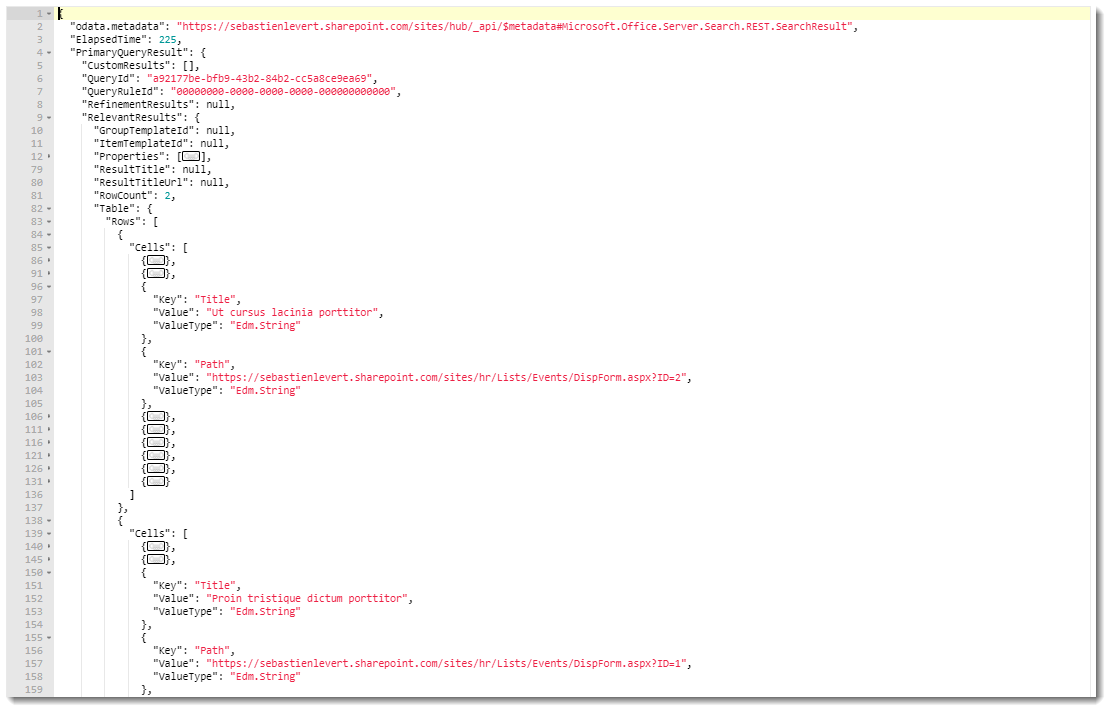 1 {
2 "odata.metadata": "https://sebastienlevert.sharepoint.com/sites/hub/_api/$metadata#Microsoft.Office.Server.Search.REST.SearchResult",
3 "ElapsedTime": 225,
4 "PrimaryQueryResult": {
5 "CustomResults": [],
6 "QueryId": "a92177be-bfb9-43b2-84b2-cc5a8ce9ea69",
7 "QueryRuleId": "00000000-0000-0000-0000-000000000000",
8 "RefinementResults": null,
9 "RelevantResults": {
10 "GroupTemplateId": null,
11 "ItemTemplateId": null,
12 "Properties": [],
79 "ResultTitle": null,
80 "ResultTitleUrl": null,
81 "RowCount": 2,
82 "Table": {
83 "Rows": [
84 {
85 "Cells": [
86 {},
91 {},
96 {
97 "Key": "Title",
98 "Value": "Ut cursus lacinia porttitor",
99 "ValueType": "Edm.String"
100 },
101 {
102 "Key": "Path",
103 "Value": "https://sebastienlevert.sharepoint.com/sites/hr/Lists/Events/DispForm.aspx?ID=2",
104 "ValueType": "Edm.String"
105 },
106 {},
111 {},
116 {},
121 {},
126 {},
131 {}
136 ]
137 },
138 {
139 "Cells": [
140 {},
145 {},
150 {
151 "Key": "Title",
152 "Value": "Proin tristique dictum porttitor",
153 "ValueType": "Edm.String"
154 },
155 {
156 "Key": "Path",
157 "Value": "https://sebastienlevert.sharepoint.com/sites/hr/Lists/Events/DispForm.aspx?ID=1",
158 "ValueType": "Edm.String"
159 },